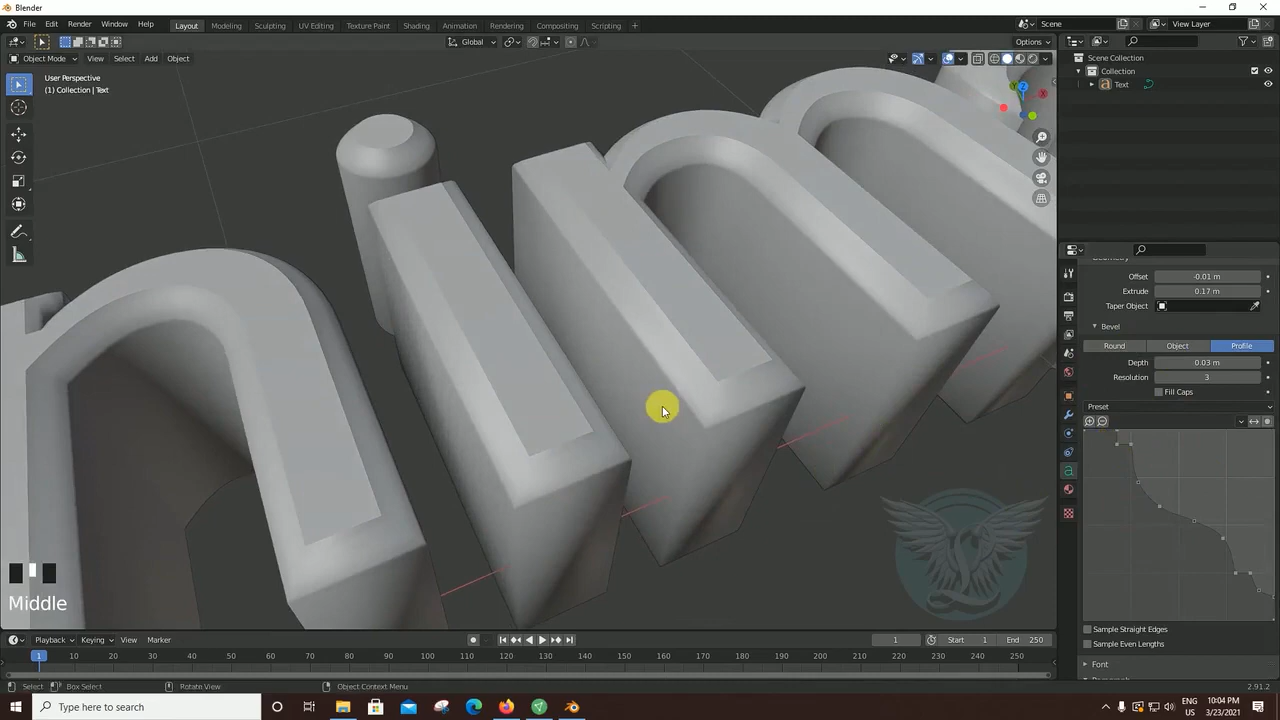 Blender
File Edit Render Window Help
Layout Modeling Sculpting UV Editing Texture Paint Shading Animation Rendering Compositing Scripting +
Scene
View Layer
Global
Options
Object Mode View Select Add Object
User Perspective
(1) Collection | Text
Middle
Scene Collection
Collection
Text
Geometry
Offset -0.01 m
Extrude 0.17 m
Taper Object
Bevel
Round Object Profile
Depth 0.03 m
Resolution 3
Fill Caps
Preset
Sample Straight Edges
Sample Even Lengths
Font
Paragraph
Playback Keying View Marker
1 Start 1 End 250
1 10 20 30 40 50 60 70 80 90 100 110 120 130 140 150 160 170 180 190 200 210 220 230 240 250
Select Box Select Rotate View Object Context Menu 2.91.2
Type here to search
ENG
US
10:04 PM
3/23/2021